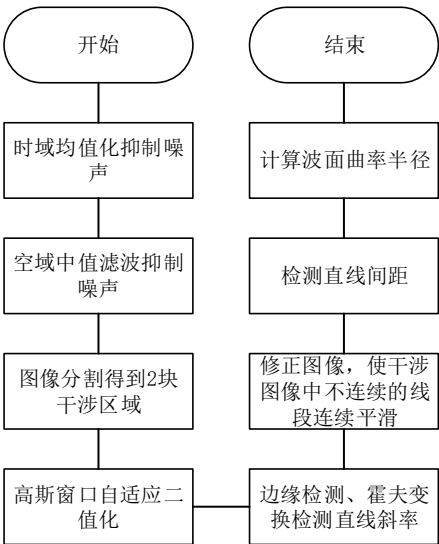 开始
时域均值化抑制噪
声
空域中值滤波抑制
噪声
图像分割得到2块
干涉区域
高斯窗口自适应二
值化
边缘检测、霍夫变
换检测直线斜率
修正图像，使干涉
图像中不连续的线
段连续平滑
检测直线间距
计算波面曲率半径
结束